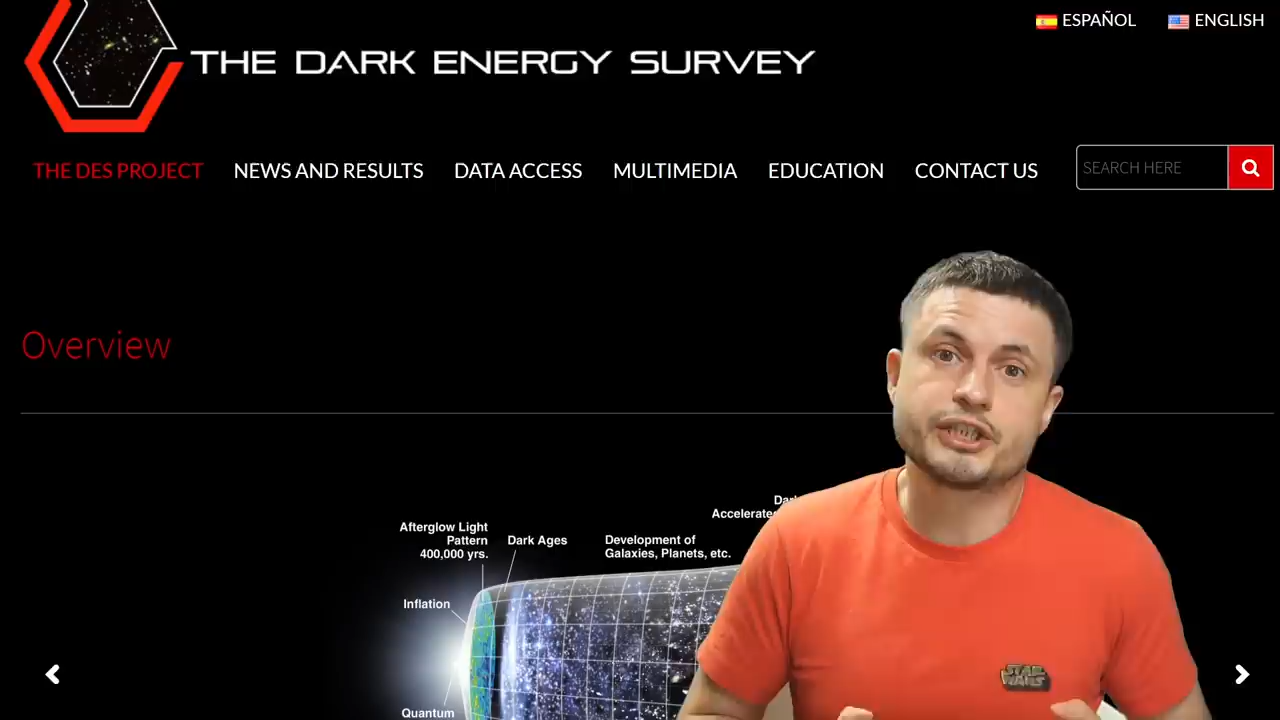 ESPAÑOL
ENGLISH
THE DARK ENERGY SURVEY
THE DES PROJECT
NEWS AND RESULTS
DATA ACCESS
MULTIMEDIA
EDUCATION
CONTACT US
SEARCH HERE
Overview
Afterglow Light
Pattern
400,000 yrs.
Dark Ages
Development of
Galaxies, Planets, etc.
Inflation
Quantum
STAR
WARS